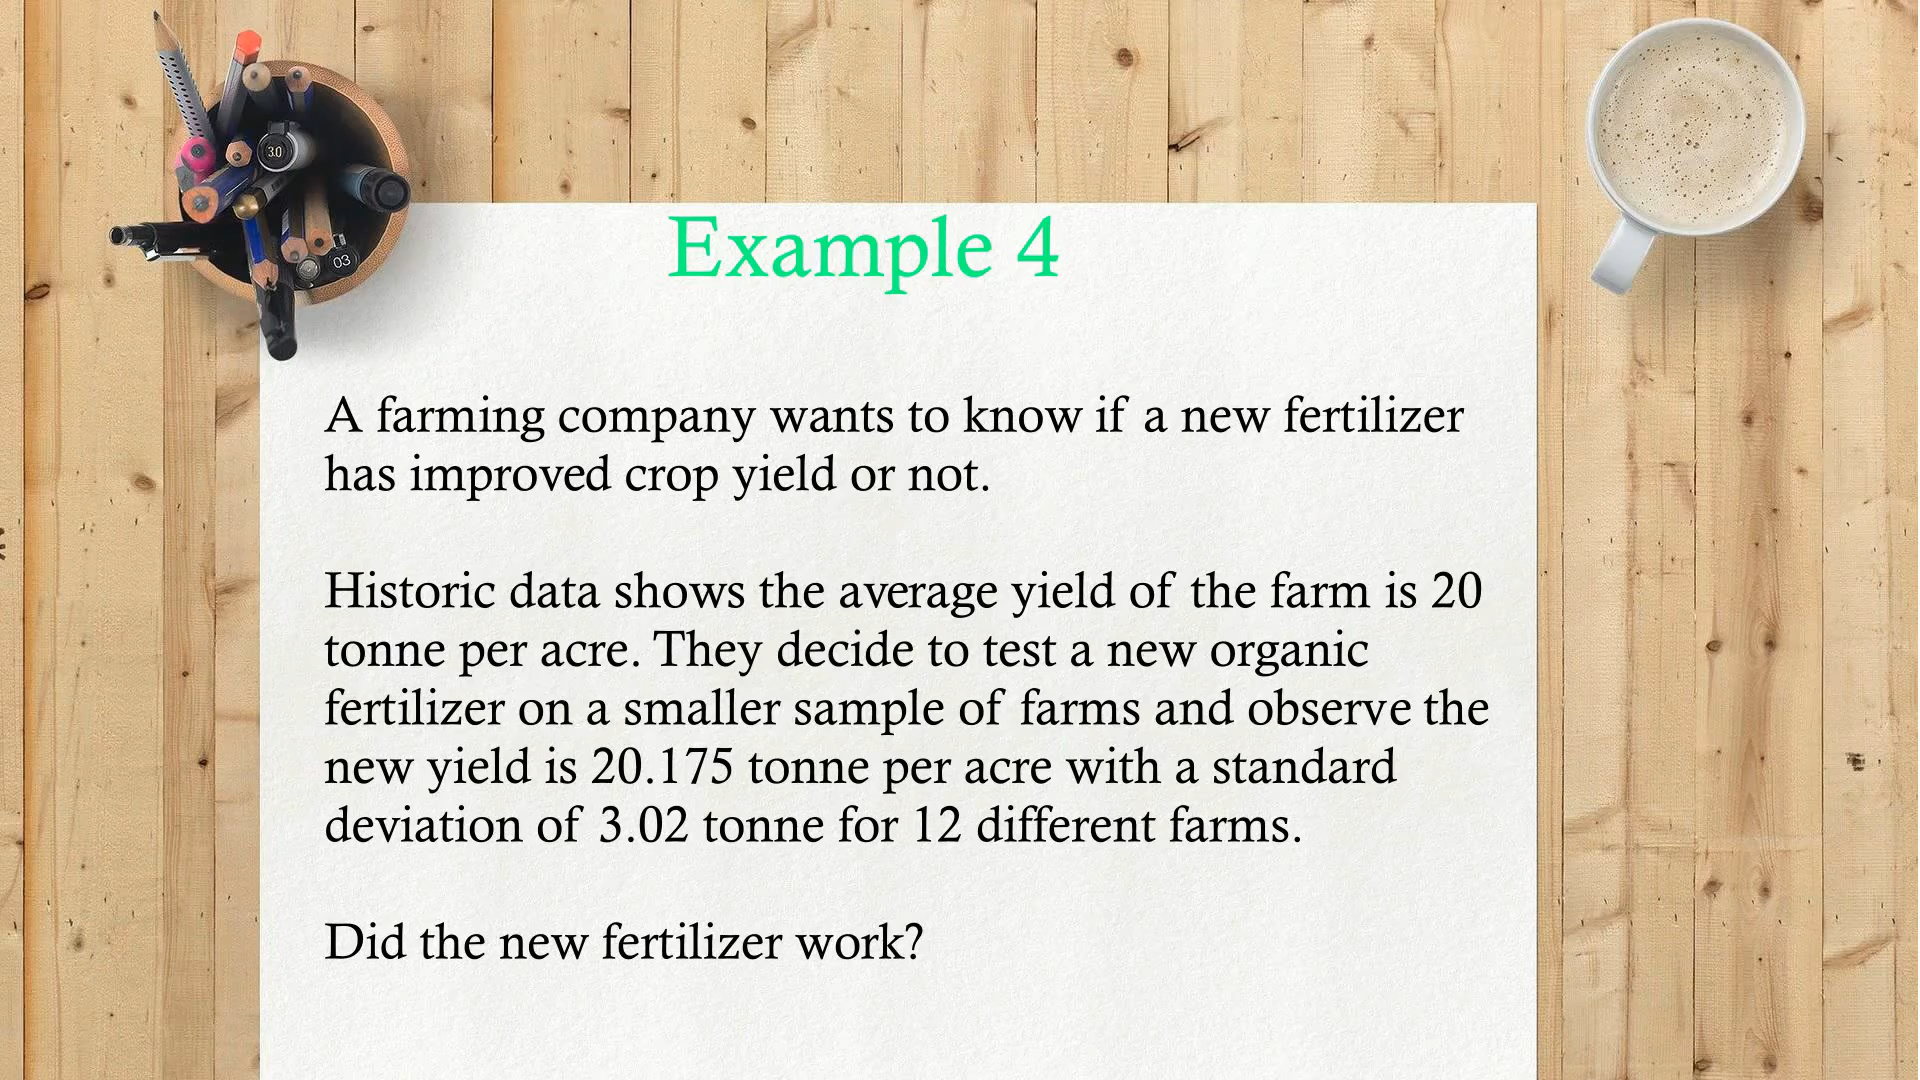 3.0
03
Example 4
A farming company wants to know if a new fertilizer
has improved crop yield or not.
Historic data shows the average yield of the farm is 20
tonne per acre. They decide to test a new organic
fertilizer on a smaller sample of farms and observe the
new yield is 20.175 tonne per acre with a standard
deviation of 3.02 tonne for 12 different farms.
Did the new fertilizer work?